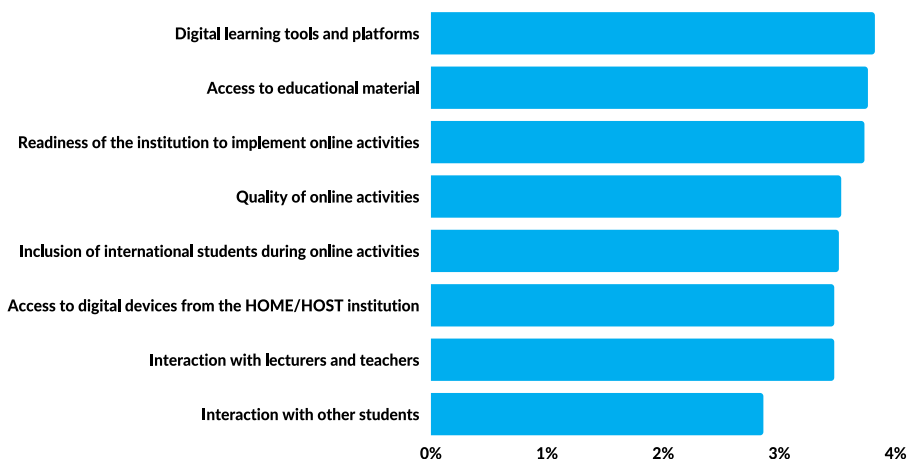 Digital learning tools and platforms
Access to educational material
Readiness of the institution to implement online activities
Quality of online activities
Inclusion of international students during online activities
Access to digital devices from the HOME/HOST institution
Interaction with lecturers and teachers
Interaction with other students
0% 1% 2% 3% 4%